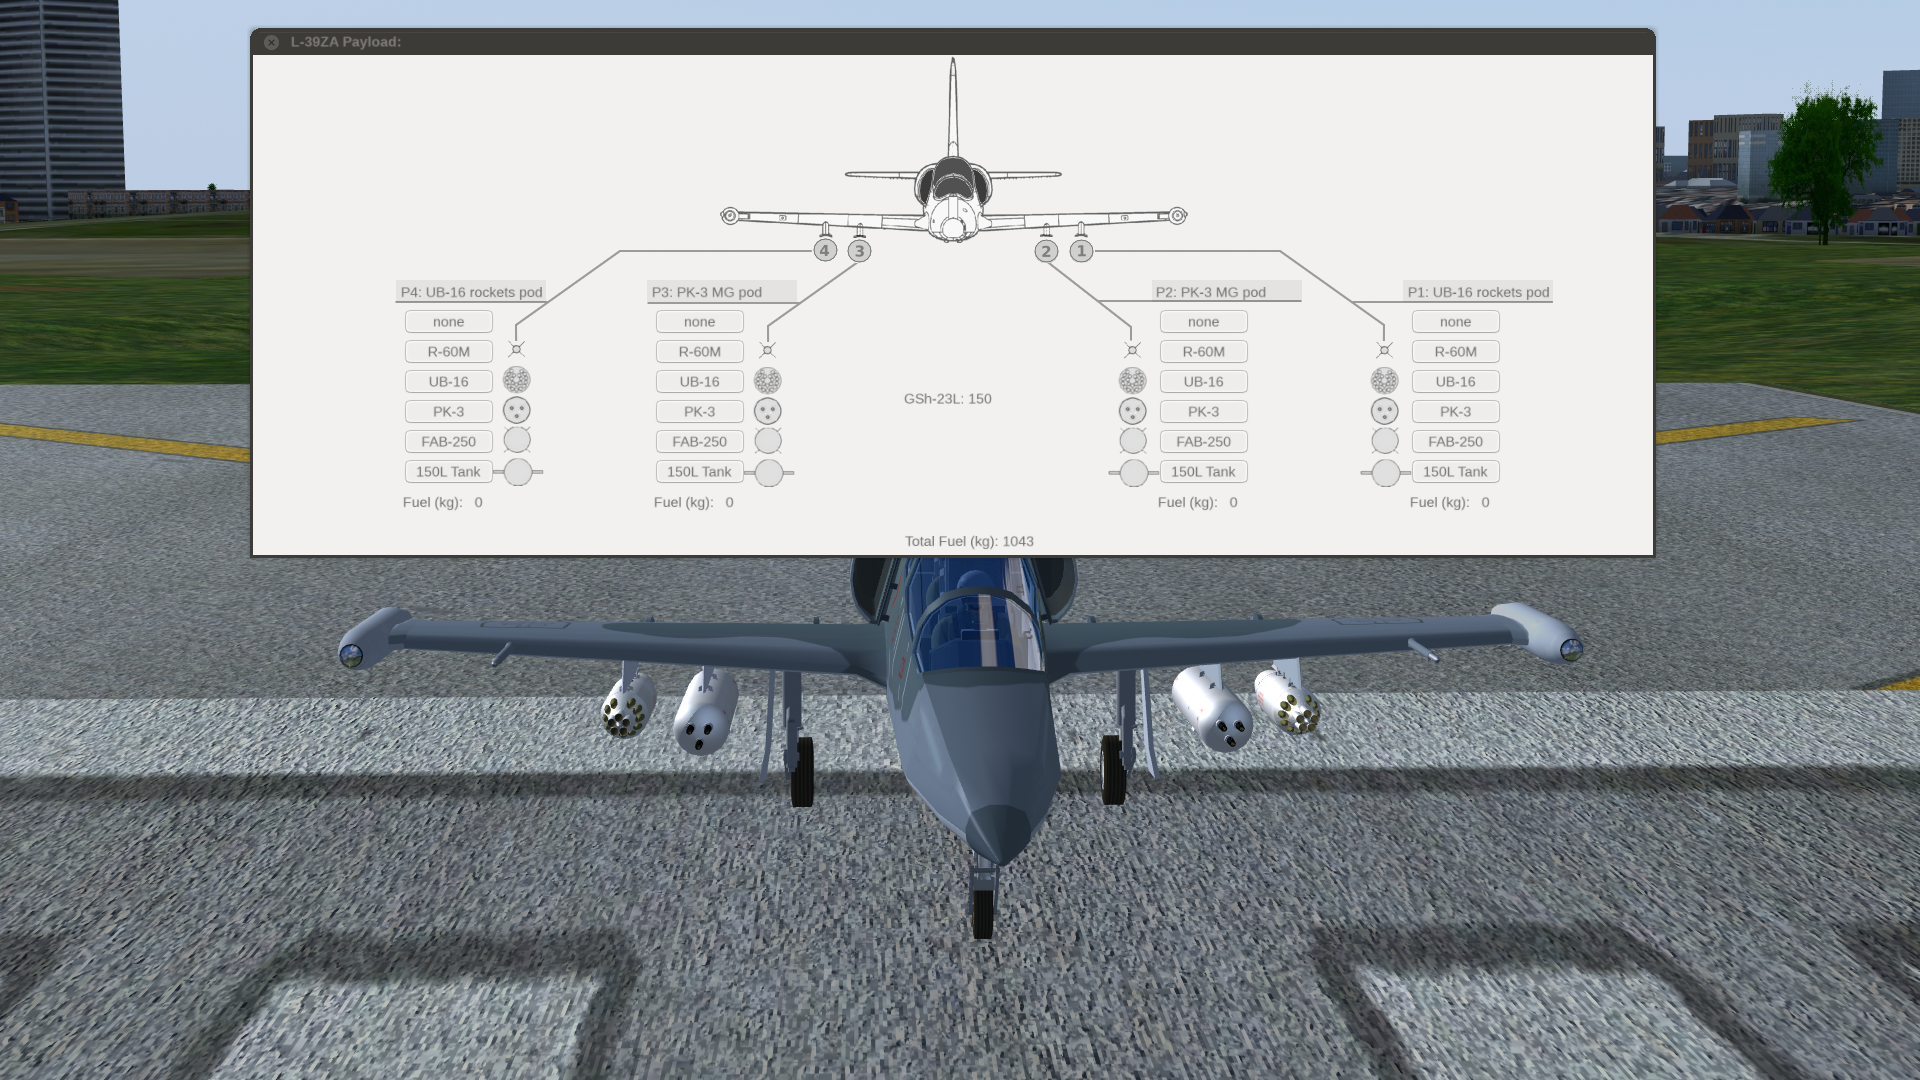 L-39ZA Payload:
4 3 2 1
P4: UB-16 rockets pod P3: PK-3 MG pod P2: PK-3 MG pod P1: UB-16 rockets pod
none none none none
R-60M R-60M R-60M R-60M
UB-16 UB-16 UB-16 UB-16
GSh-23L: 150
PK-3 PK-3 PK-3 PK-3
FAB-250 FAB-250 FAB-250 FAB-250
150L Tank 150L Tank 150L Tank 150L Tank
Fuel (kg): 0 Fuel (kg): 0 Fuel (kg): 0 Fuel (kg): 0
Total Fuel (kg): 1043